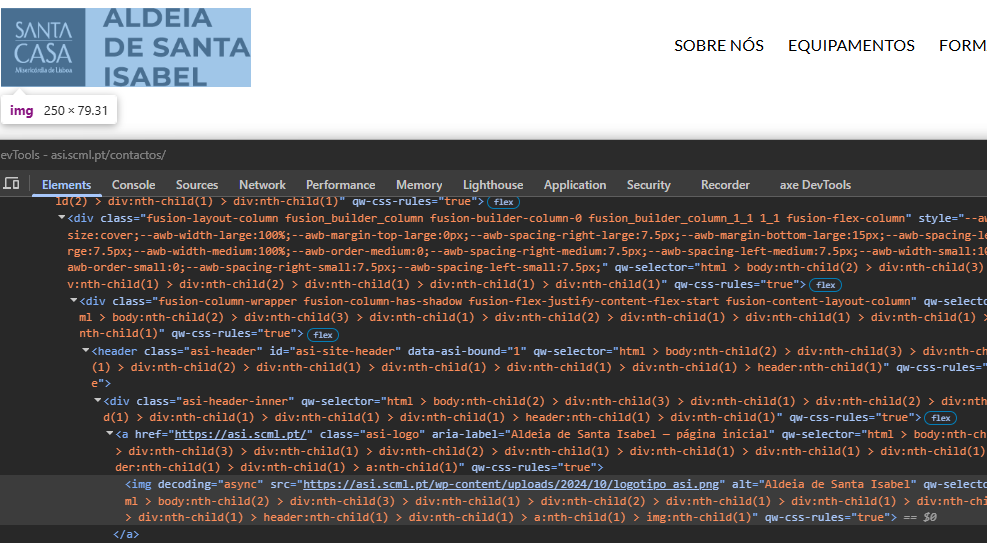 SANTA
CASA
Misericórdia de Lisboa
ALDEIA
DE SANTA
ISABEL
SOBRE NÓS EQUIPAMENTOS FORM
img 250 × 79.31
evTools - asi.scml.pt/contactos/
Elements Console Sources Network Performance Memory Lighthouse Application Security Recorder axe DevTools
ld(2) > div:nth-child(1) > div:nth-child(1)" qw-css-rules="true"> flex
<div class="fusion-layout-column fusion_builder_column fusion-builder-column-0 fusion_builder_column_1_1 1_1 fusion-flex-column" style="--aw
size:cover;--awb-width-large:100%;--awb-margin-top-large:0px;--awb-spacing-right-large:7.5px;--awb-margin-bottom-large:15px;--awb-spacing-le
rge:7.5px;--awb-width-medium:100%;--awb-order-medium:0;--awb-spacing-right-medium:7.5px;--awb-spacing-left-medium:7.5px;--awb-width-small:10
awb-order-small:0;--awb-spacing-right-small:7.5px;--awb-spacing-left-small:7.5px;" qw-selector="html > body:nth-child(2) > div:nth-child(3)
v:nth-child(1) > div:nth-child(2) > div:nth-child(1) > div:nth-child(1) > div:nth-child(1)" qw-css-rules="true"> flex
<div class="fusion-column-wrapper fusion-column-has-shadow fusion-flex-justify-content-flex-start fusion-content-layout-column" qw-selec
ml > body:nth-child(2) > div:nth-child(3) > div:nth-child(1) > div:nth-child(2) > div:nth-child(1) > div:nth-child(1) > div:nth-child(1) >
nth-child(1)" qw-css-rules="true"> flex
<header class="asi-header" id="asi-site-header" data-asi-bound="1" qw-selector="html > body:nth-child(2) > div:nth-child(3) > div:nth-ch
(1) > div:nth-child(2) > div:nth-child(1) > div:nth-child(1) > div:nth-child(1) > div:nth-child(1) > header:nth-child(1)" qw-css-rules="
e">
<div class="asi-header-inner" qw-selector="html > body:nth-child(2) > div:nth-child(3) > div:nth-child(1) > div:nth-child(2) > div:nth
d(1) > div:nth-child(1) > div:nth-child(1) > div:nth-child(1) > header:nth-child(1) > div:nth-child(1)" qw-css-rules="true"> flex
<a href="https://asi.scml.pt/" class="asi-logo" aria-label="Aldeia de Santa Isabel – página inicial" qw-selector="html > body:nth-ch
> div:nth-child(3) > div:nth-child(1) > div:nth-child(2) > div:nth-child(1) > div:nth-child(1) > div:nth-child(1) > div:nth-child(1)
der:nth-child(1) > div:nth-child(1) > a:nth-child(1)" qw-css-rules="true">
<img decoding="async" src="https://asi.scml.pt/wp-content/uploads/2024/10/logotipo_asi.png" alt="Aldeia de Santa Isabel" qw-selec
ml > body:nth-child(2) > div:nth-child(3) > div:nth-child(1) > div:nth-child(2) > div:nth-child(1) > div:nth-child(1) > div:nth-child(1)
> div:nth-child(1) > header:nth-child(1) > div:nth-child(1) > a:nth-child(1) > img:nth-child(1)" qw-css-rules="true"> == $0
</a>